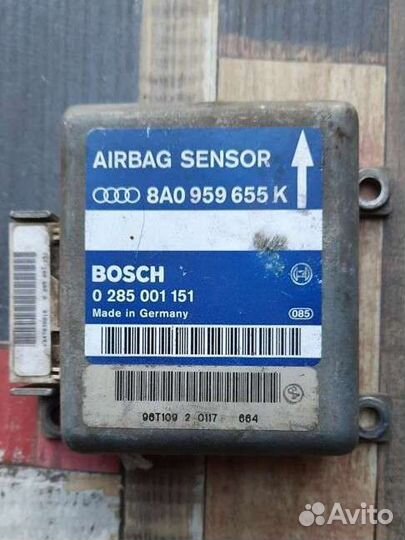 AIRBAG SENSOR
8A0 959 655 K
BOSCH
0 285 001 151
Made in Germany
085
96T109 2 0117 664
Avito